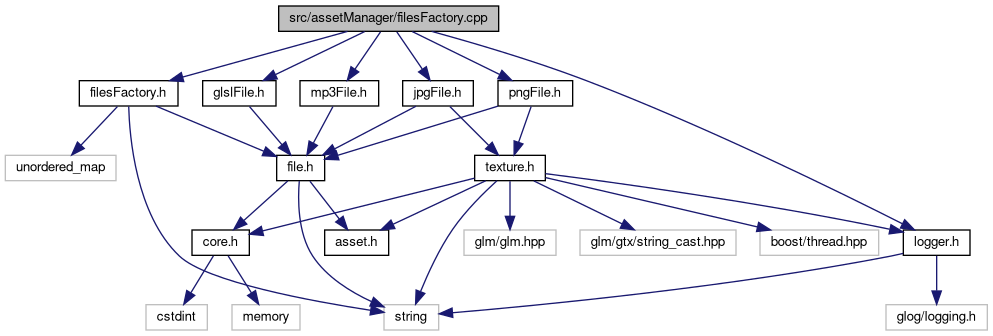 src/assetManager/filesFactory.cpp
filesFactory.h
glslFile.h
mp3File.h
jpgFile.h
pngFile.h
unordered_map
file.h
texture.h
core.h
asset.h
glm/glm.hpp
glm/gtx/string_cast.hpp
boost/thread.hpp
logger.h
cstdint
memory
string
glog/logging.h